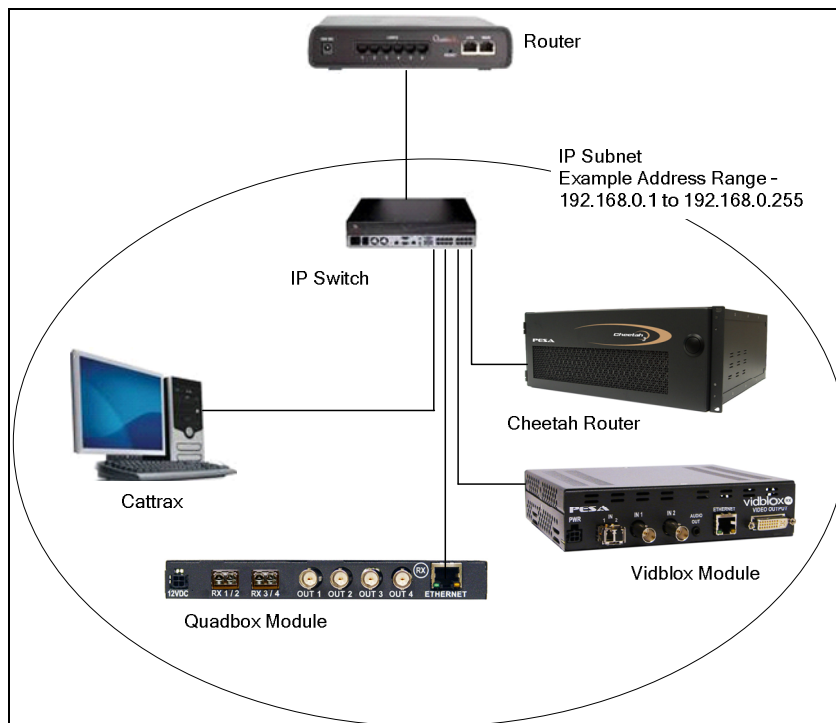 Router
IP Subnet
Example Address Range -
192.168.0.1 to 192.168.0.255
IP Switch
Cheetah
PESA
Cheetah Router
Cattrax
PESA
vidblox
PWR
IN
IN 1
IN 2
AUDIO
OUT
ETHERNET
VIDEO OUTPUT
Vidblox Module
12VDC
RX 1 / 2
RX 3 / 4
OUT 1
OUT 2
OUT 3
OUT 4
RX
ETHERNET
Quadbox Module